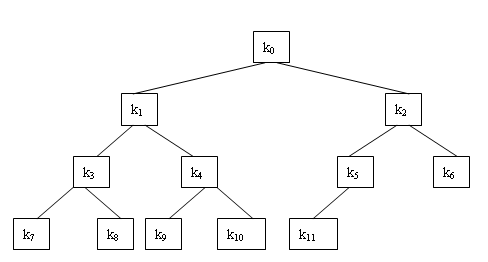 k₀
k₁ k₂
k₃ k₄ k₅ k₆
k₇ k₈ k₉ k₁₀ k₁₁